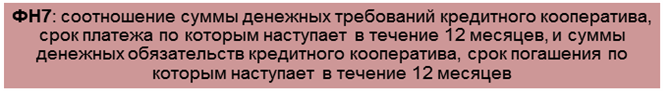 ФН7: соотношение суммы денежных требований кредитного кооператива,
срок платежа по которым наступает в течение 12 месяцев, и суммы
денежных обязательств кредитного кооператива, срок погашения по
которым наступает в течение 12 месяцев